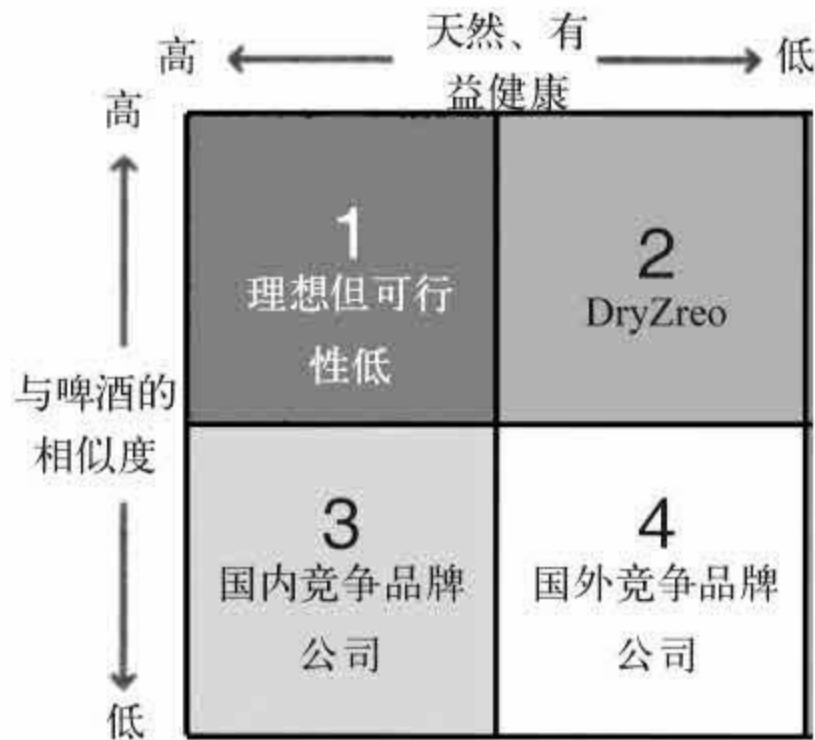 天然、有
高
低
益健康
高
1
理想但可行
性低
2
DryZreo
与啤酒的
相似度
3
国内竞争品牌
公司
4
国外竞争品牌
公司
低